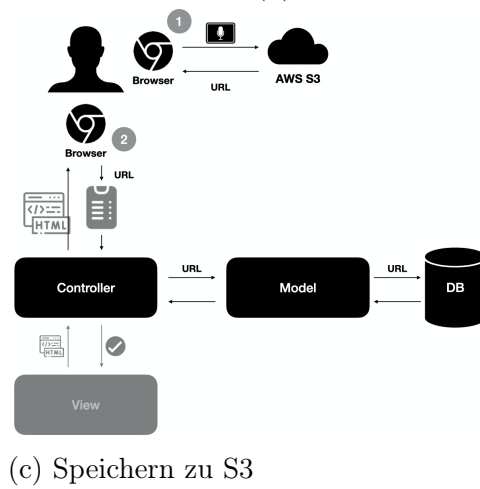 1
Browser
URL
AWS S3
2
Browser
URL
</>
HTML
Controller
URL
Model
URL
DB
</>
HTML
View
(c) Speichern zu S3